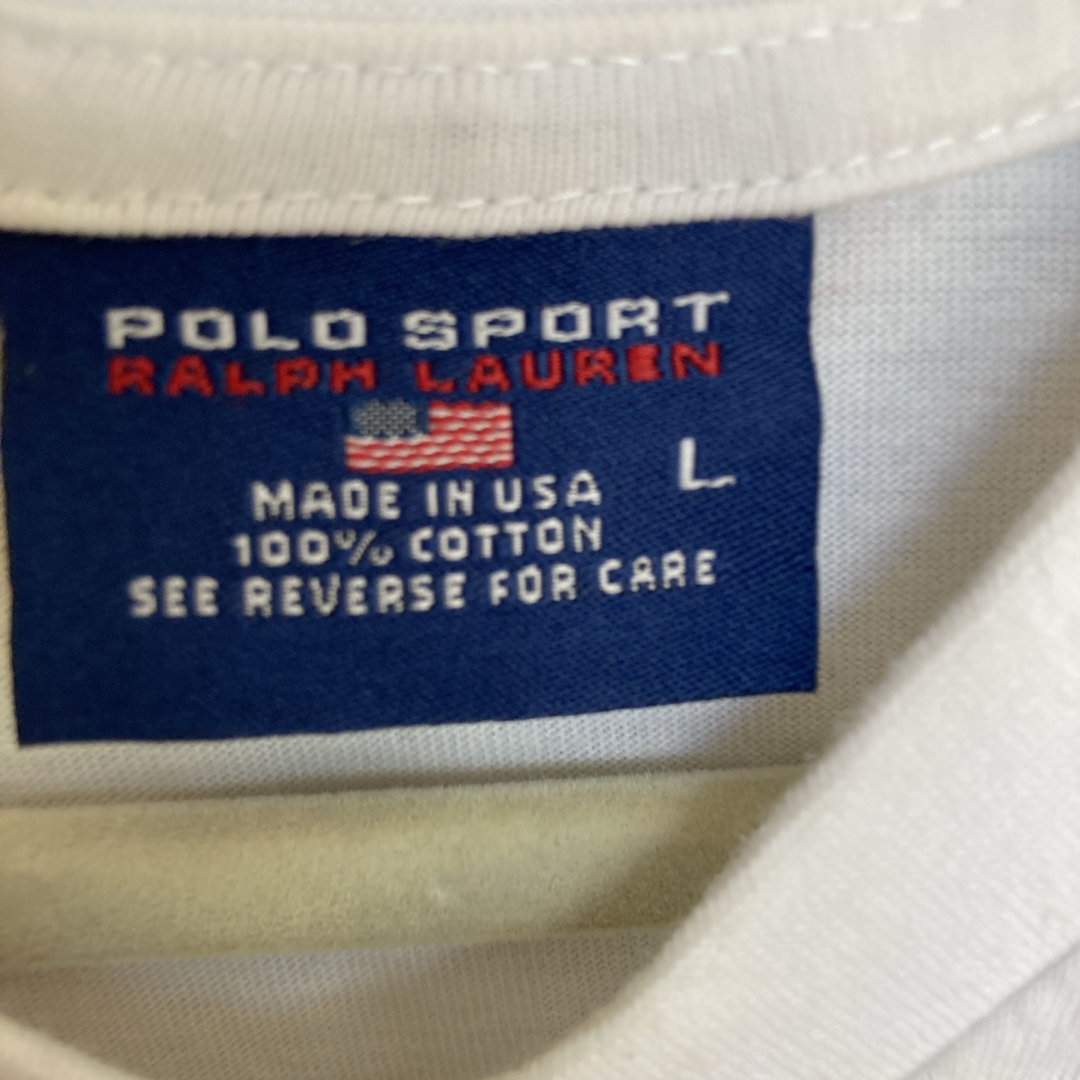 POLO SPORT
RALPH LAUREN
L
MADE IN USA
100% COTTON
SEE REVERSE FOR CARE